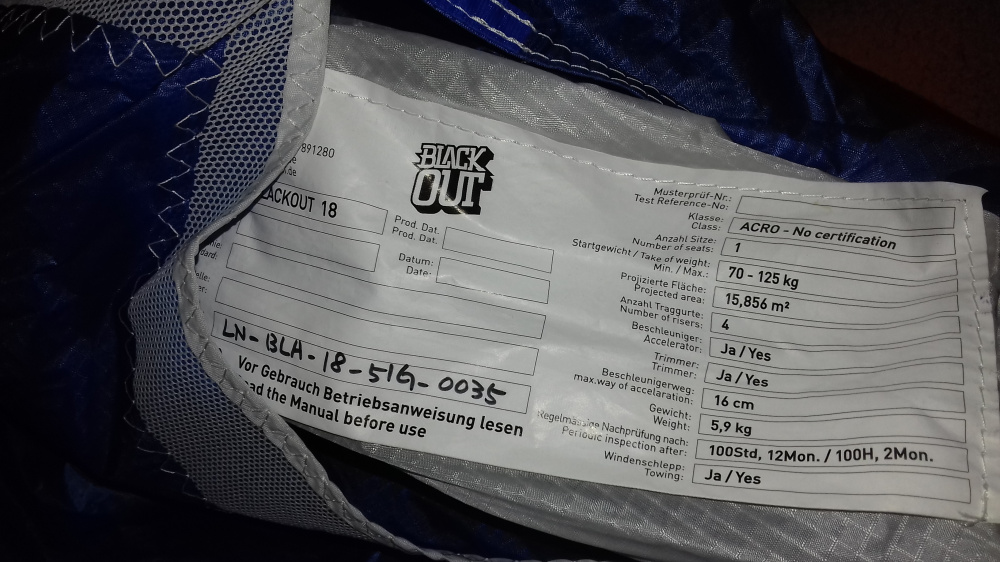 891280
.de
BLACK
OUT
LACKOUT 18
Prod. Dat.
Prod. Dat.
Datum:
Date:
LN-BLA-18-51G-0035
Vor Gebrauch Betriebsanweisung lesen
ad the Manual before use
Musterprüf-Nr.:
Test Reference-No:
Klasse:
Class:
ACRO - No certification
Anzahl Sitze:
Number of seats:
1
Startgewicht / Take of weight:
Min. / Max.:
70 - 125 kg
Projizierte Fläche:
Projected area:
15,856 m²
Anzahl Traggurte:
Number of risers:
4
Beschleuniger:
Accelerator:
Ja / Yes
Trimmer:
Trimmer:
Ja / Yes
Beschleunigerweg:
max.way of accelaration:
16 cm
Gewicht:
Weight:
5,9 kg
Regelmässige Nachprüfung nach:
Periodic inspection after:
100Std, 12Mon. / 100H, 2Mon.
Windenschlepp:
Towing:
Ja / Yes